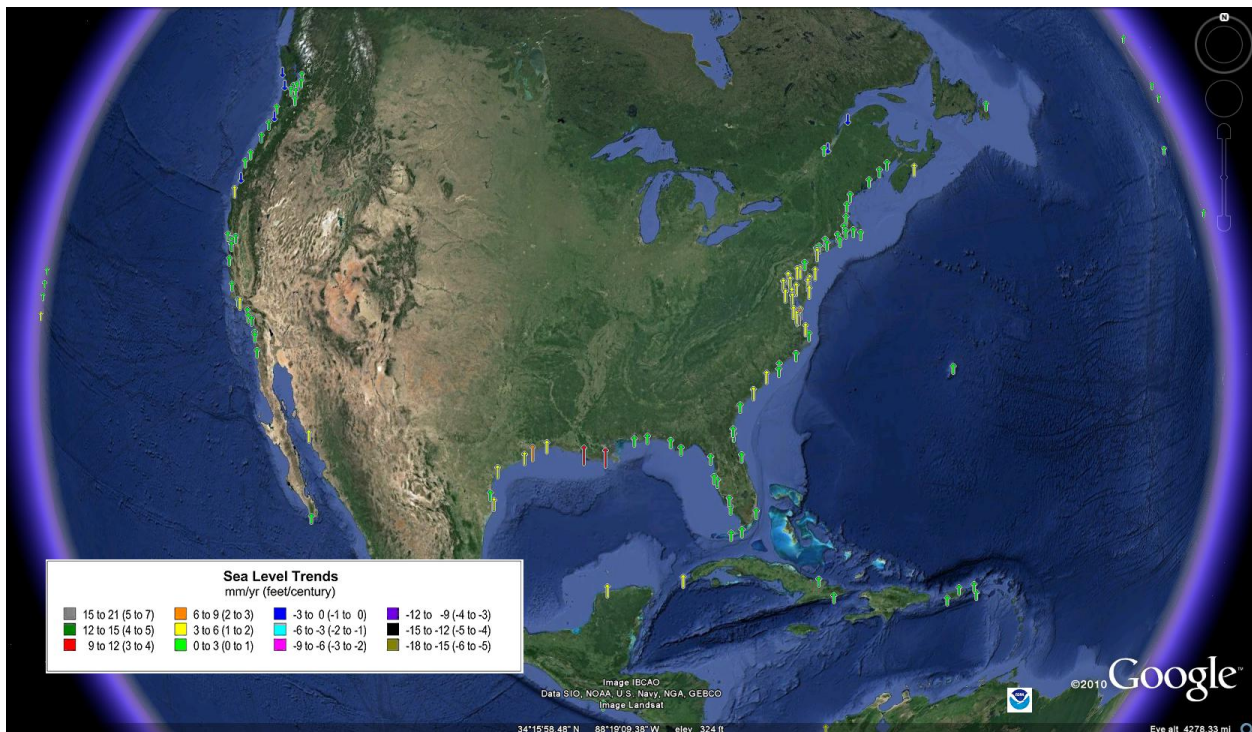 N
Sea Level Trends
mm/yr (feet/century)
15 to 21 (5 to 7)
6 to 9 (2 to 3)
-3 to 0 (-1 to 0)
-12 to -9 (-4 to -3)
12 to 15 (4 to 5)
3 to 6 (1 to 2)
-6 to -3 (-2 to -1)
-15 to -12 (-5 to -4)
9 to 12 (3 to 4)
0 to 3 (0 to 1)
-9 to -6 (-3 to -2)
-18 to -15 (-6 to -5)
Image IBCAO
Data SIO, NOAA, U.S. Navy, NGA, GEBCO
Image Landsat
©2010 Google™
34°15'58.48" N 88°19'09.38" W elev 324 ft
Eye alt 4278.33 mi